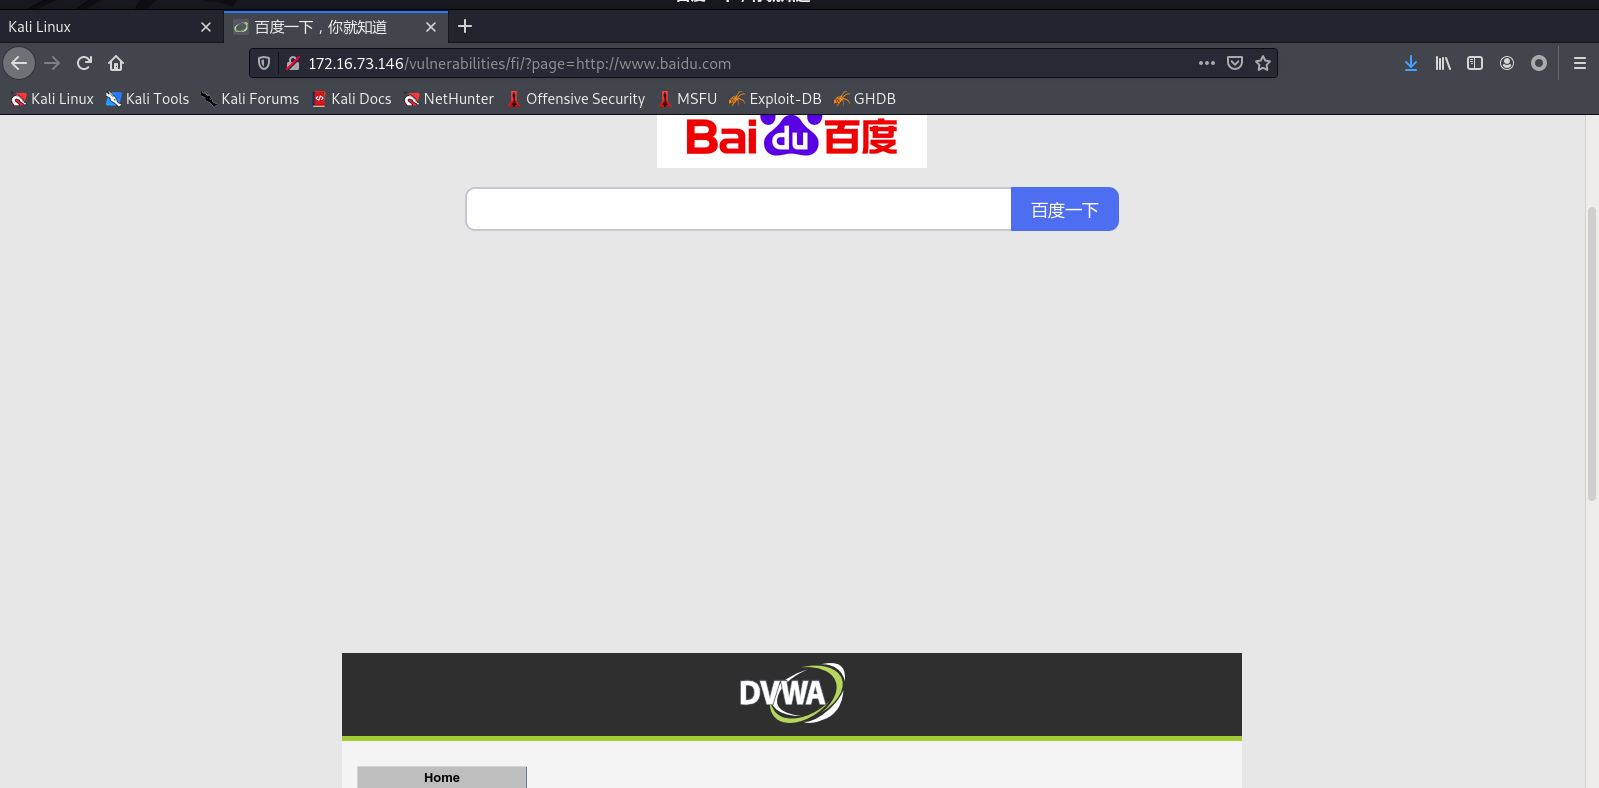 Kali Linux
百度一下，你就知道
172.16.73.146/vulnerabilities/fi/?page=http://www.baidu.com
Kali Linux Kali Tools Kali Forums Kali Docs NetHunter Offensive Security MSFU Exploit-DB GHDB
Bai du 百度
百度一下
DVWA
Home